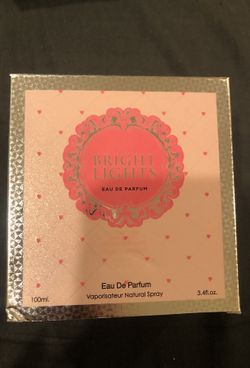 BRIGHT
LIGHTS
EAU DE PARFUM
Eau De Parfum
Vaporisateur Natural Spray
100ml.
3.4fl.oz.